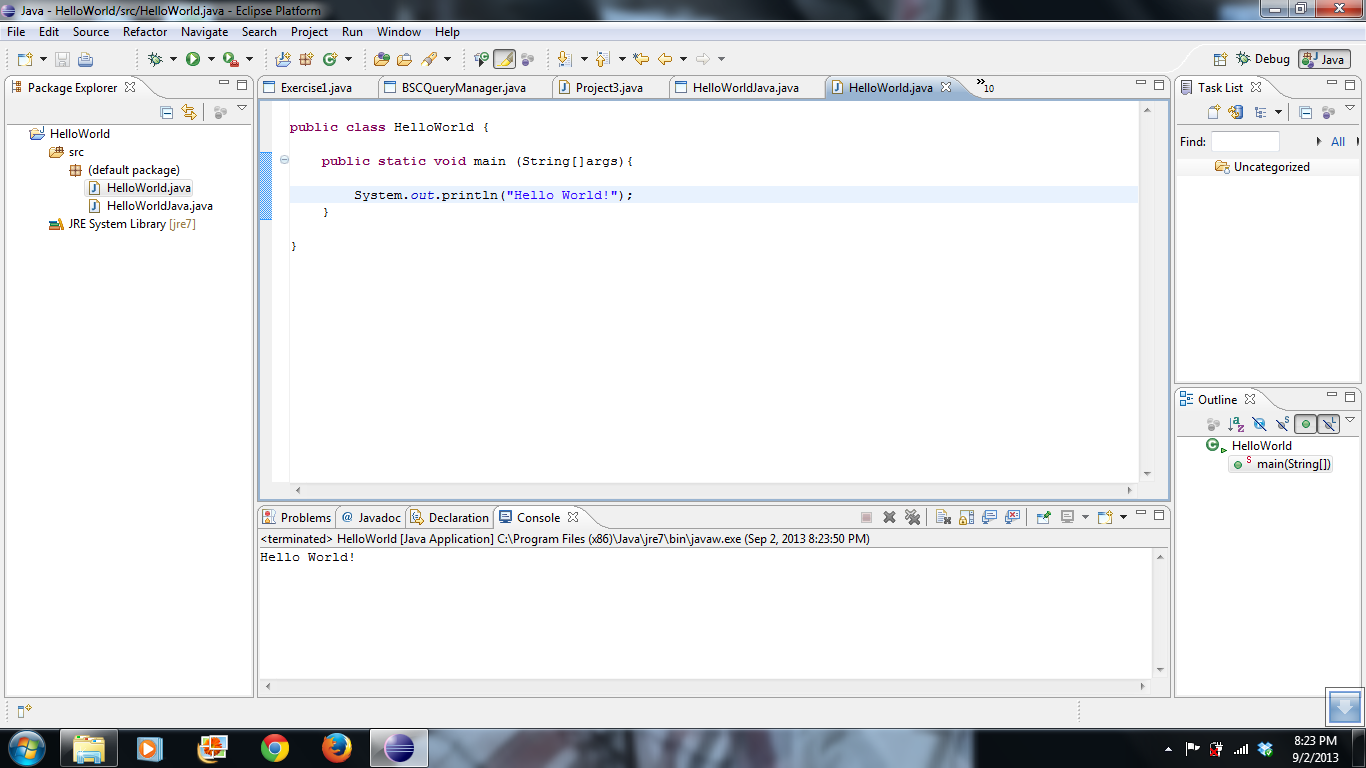 Java - HelloWorld/src/HelloWorld.java - Eclipse Platform
File Edit Source Refactor Navigate Search Project Run Window Help
Debug Java
Package Explorer
HelloWorld
src
(default package)
HelloWorld.java
HelloWorldJava.java
JRE System Library [jre7]
Exercise1.java BSCQueryManager.java Project3.java HelloWorldJava.java HelloWorld.java »10
public class HelloWorld {
public static void main (String[]args){
System.out.println("Hello World!");
}
}
Task List
Find: All
Uncategorized
Outline
HelloWorld
main(String[])
Problems @ Javadoc Declaration Console
<terminated> HelloWorld [Java Application] C:\Program Files (x86)\Java\jre7\bin\javaw.exe (Sep 2, 2013 8:23:50 PM)
Hello World!
8:23 PM
9/2/2013